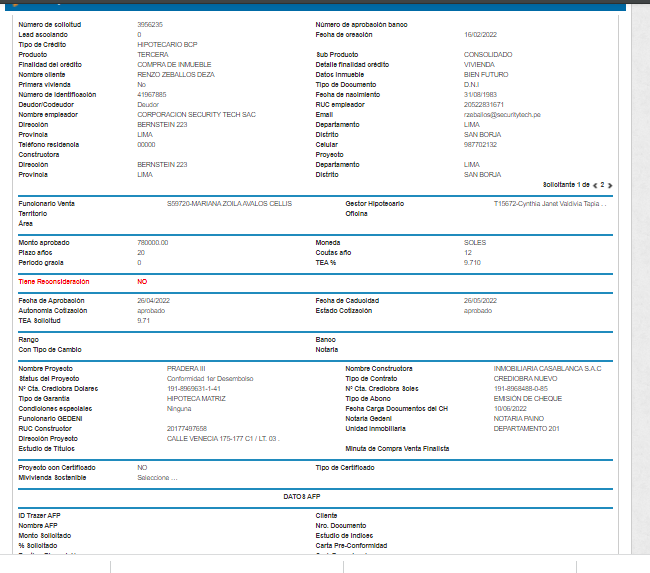 Número de solicitud 3956235 Número de aprobación banco
Lead asociando 0 Fecha de creación 16/02/2022
Tipo de Crédito HIPOTECARIO BCP
Producto TERCERA Sub Producto CONSOLIDADO
Finalidad del crédito COMPRA DE INMUEBLE Detalle finalidad crédito VIVIENDA
Nombre cliente RENZO ZEBALLOS DEZA Datos Inmueble BIEN FUTURO
Primera vivienda No Tipo de Documento D.N.I
Número de Identificación 41967885 Fecha de nacimiento 31/08/1983
Deudor/Codeudor Deudor RUC empleador 20522831671
Nombre empleador CORPORACION SECURITY TECH SAC Email rzeballos@securitytech.pe
Dirección BERNSTEIN 223 Departamento LIMA
Provincia LIMA Distrito SAN BORJA
Teléfono residencia 00000 Celular 987702132
Constructora Proyecto
Dirección BERNSTEIN 223 Departamento LIMA
Provincia LIMA Distrito SAN BORJA
Solicitante 1 de 2
Funcionario Venta S59720-MARIANA ZOILA AVALOS CELLIS Gestor Hipotecario T15672-Cynthia Janet Valdivia Tapia . .
Territorio Oficina
Área
Monto aprobado 780000.00 Moneda SOLES
Plazo años 20 Coutas año 12
Periodo gracia 0 TEA % 9.710
Tiene Reconsideración NO
Fecha de Aprobación 26/04/2022 Fecha de Caducidad 26/05/2022
Autonomia Cotización aprobado Estado Cotización aprobado
TEA Solicitud 9.71
Rango Banco
Con Tipo de Cambio Notaria
Nombre Proyecto PRADERA III Nombre Constructora INMOBILIARIA CASABLANCA S.A.C
Status del Proyecto Conformidad 1er Desembolso Tipo de Contrato CREDIOBRA NUEVO
Nº Cta. Crediobra Dolares 191-8969631-1-41 Nº Cta. Crediobra Soles 191-8968488-0-85
Tipo de Garantia HIPOTECA MATRIZ Tipo de Abono EMISIÓN DE CHEQUE
Condiciones especiales Ninguna Fecha Carga Documentos del CH 10/06/2022
Funcionario GEDENI Notaria Gedeni NOTARIA PAINO
RUC Constructor 20177497658 Unidad Inmobiliaria DEPARTAMENTO 201
Dirección Proyecto CALLE VENECIA 175-177 C1 / LT. 03 .
Estudio de Titulos Minuta de Compra Venta Finalista
Proyecto con Certificado NO Tipo de Certificado
Mivivienda Sostenible Seleccione ...
DATOS AFP
ID Trazer AFP Cliente
Nombre AFP Nro. Documento
Monto Solicitado Estudio de Indices
% Solicitado Carta Pre-Conformidad